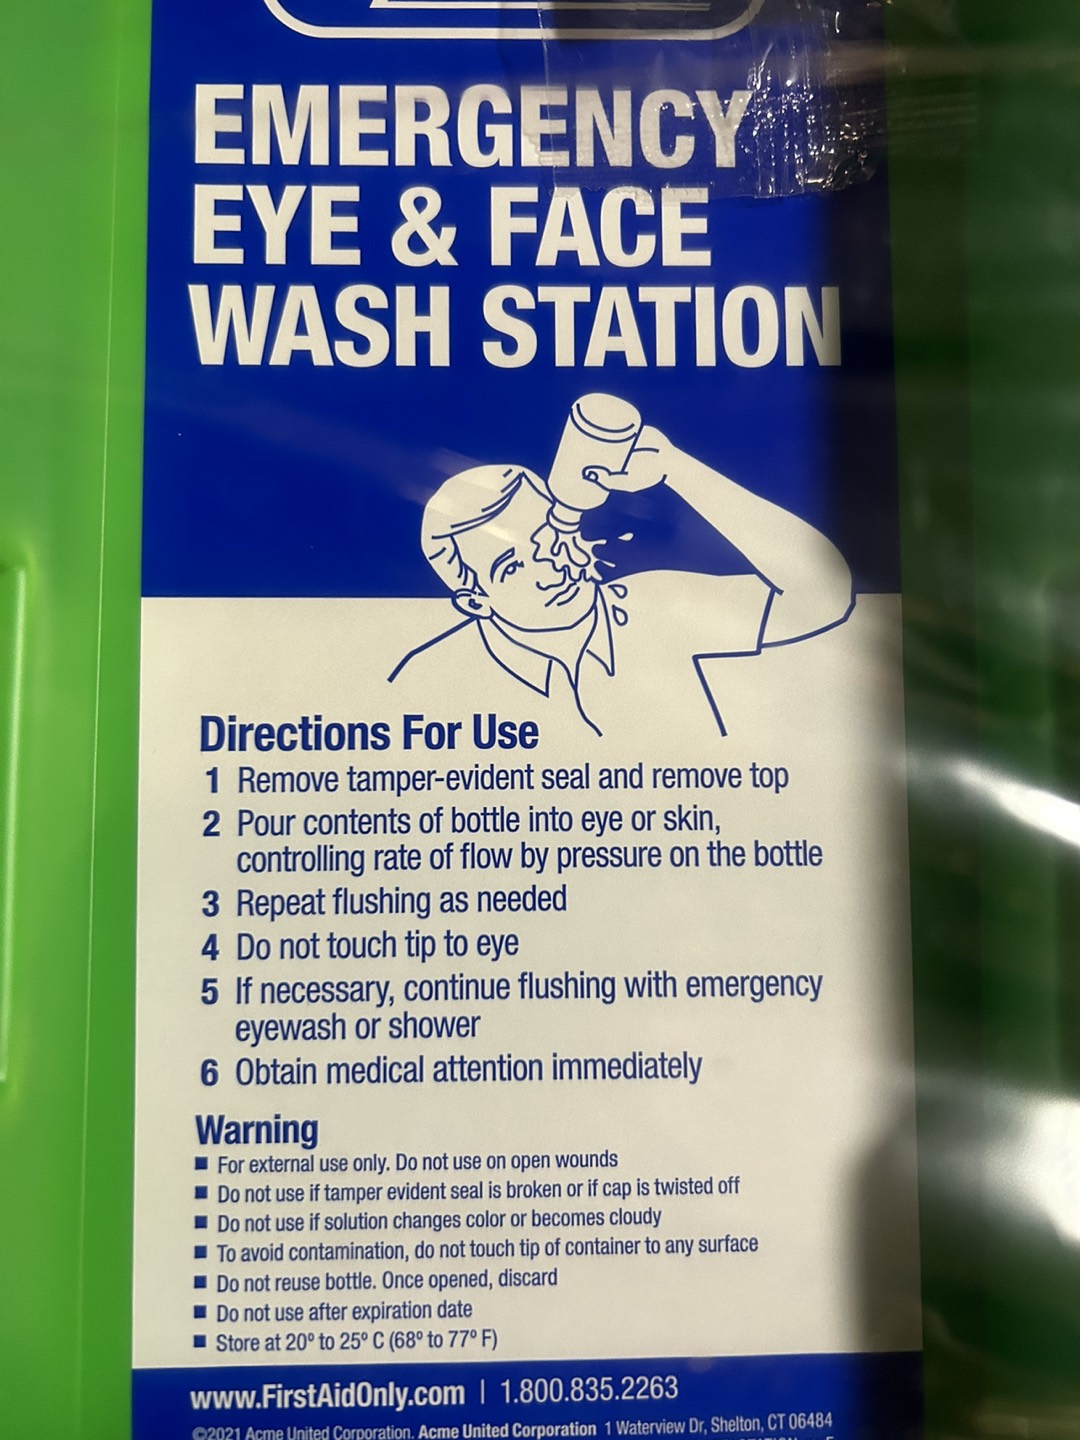 EMERGENCY
EYE & FACE
WASH STATION
Directions For Use
1 Remove tamper-evident seal and remove top
2 Pour contents of bottle into eye or skin,
controlling rate of flow by pressure on the bottle
3 Repeat flushing as needed
4 Do not touch tip to eye
5 If necessary, continue flushing with emergency
eyewash or shower
6 Obtain medical attention immediately
Warning
■ For external use only. Do not use on open wounds
■ Do not use if tamper evident seal is broken or if cap is twisted off
■ Do not use if solution changes color or becomes cloudy
■ To avoid contamination, do not touch tip of container to any surface
■ Do not reuse bottle. Once opened, discard
■ Do not use after expiration date
■ Store at 20º to 25º C (68º to 77º F)
www.FirstAidOnly.com | 1.800.835.2263
©2021 Acme United Corporation. Acme United Corporation 1 Waterview Dr, Shelton, CT 06484